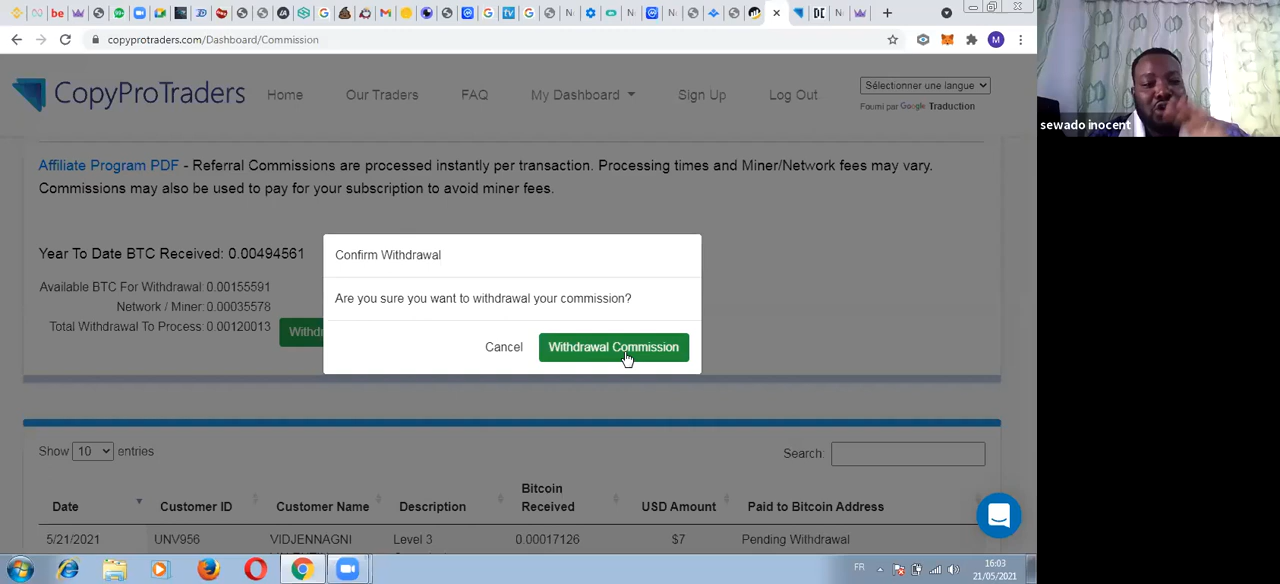 be
tv
DC
copyprotraders.com/Dashboard/Commission
M
sewado inocent
CopyProTraders
Home
Our Traders
FAQ
My Dashboard
Sign Up
Log Out
Sélectionner une langue
Fourni par Google Traduction
Affiliate Program PDF - Referral Commissions are processed instantly per transaction. Processing times and Miner/Network fees may vary.
Commissions may also be used to pay for your subscription to avoid miner fees.
Year To Date BTC Received: 0.00494561
Available BTC For Withdrawal: 0.00155591
Network / Miner: 0.00035578
Total Withdrawal To Process: 0.00120013
Withdr
Confirm Withdrawal
Are you sure you want to withdrawal your commission?
Cancel
Withdrawal Commission
Show 10 entries
Search:
Date
Customer ID
Customer Name
Description
Bitcoin
Received
USD Amount
Paid to Bitcoin Address
5/21/2021
UNV956
VIDJENNAGNI
Level 3
0.00017126
$7
Pending Withdrawal
FR
16:03
21/05/2021